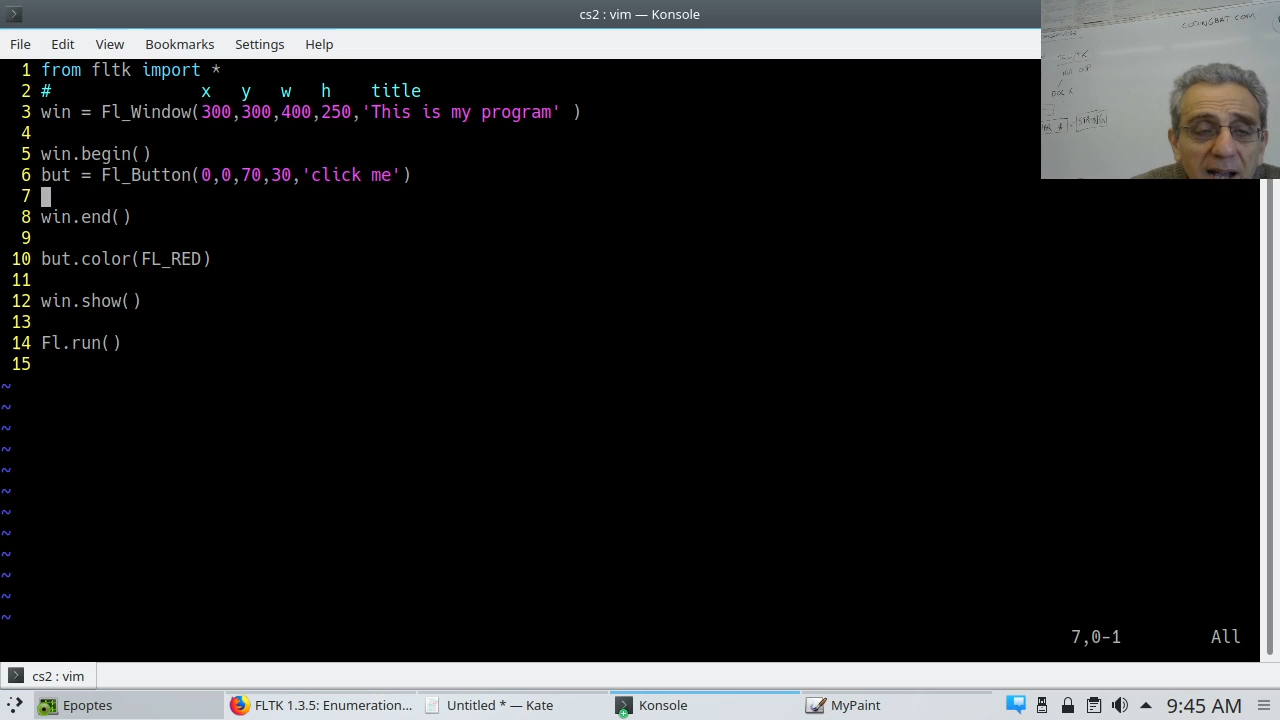 cs2 : vim — Konsole
File Edit View Bookmarks Settings Help
CODINGBAT.COM
1 from fltk import *
2 # x y w h title
3 win = Fl_Window(300,300,400,250,'This is my program' )
4
5 win.begin()
6 but = Fl_Button(0,0,70,30,'click me')
7
8 win.end()
9
10 but.color(FL_RED)
11
12 win.show()
13
14 Fl.run()
15
~
~
~
~
~
~
~
~
~
~
~
~
7,0-1 All
cs2 : vim
Epoptes FLTK 1.3.5: Enumeration... Untitled * — Kate Konsole MyPaint 9:45 AM